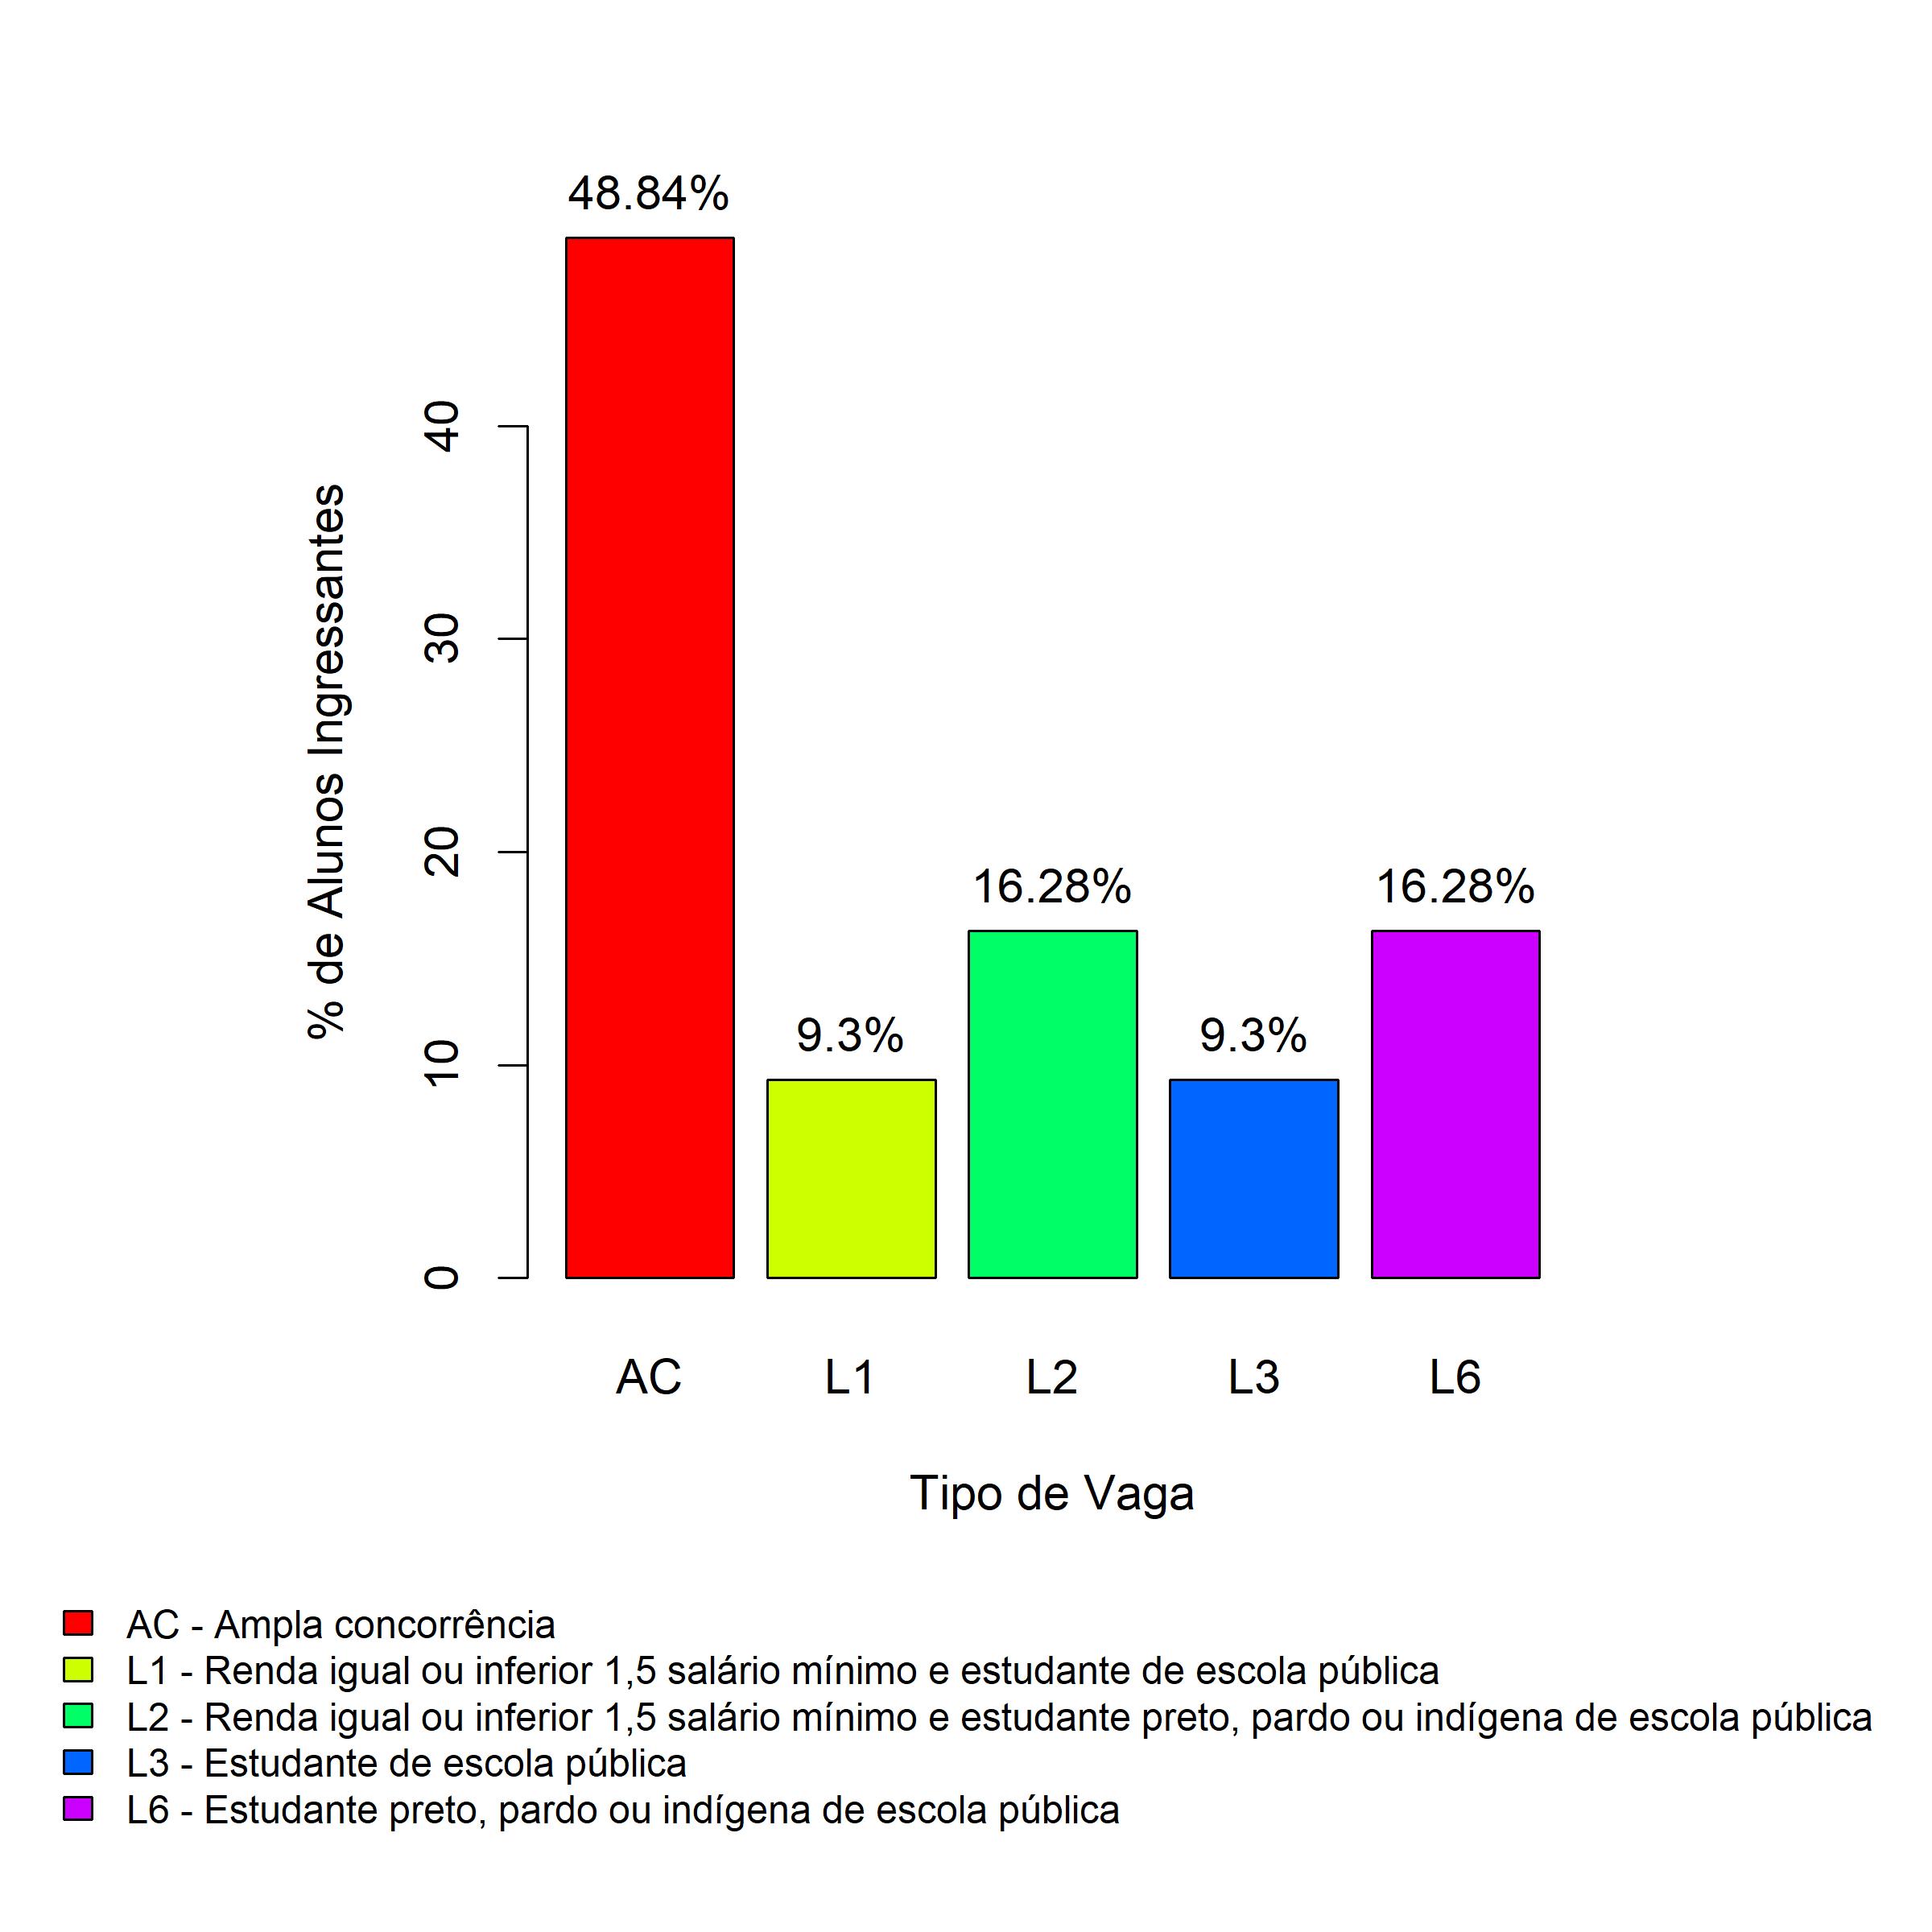 48.84%
16.28%
16.28%
9.3%
9.3%
% de Alunos Ingressantes
40
30
20
10
0
AC
L1
L2
L3
L6
Tipo de Vaga
AC - Ampla concorrência
L1 - Renda igual ou inferior 1,5 salário mínimo e estudante de escola pública
L2 - Renda igual ou inferior 1,5 salário mínimo e estudante preto, pardo ou indígena de escola pública
L3 - Estudante de escola pública
L6 - Estudante preto, pardo ou indígena de escola pública